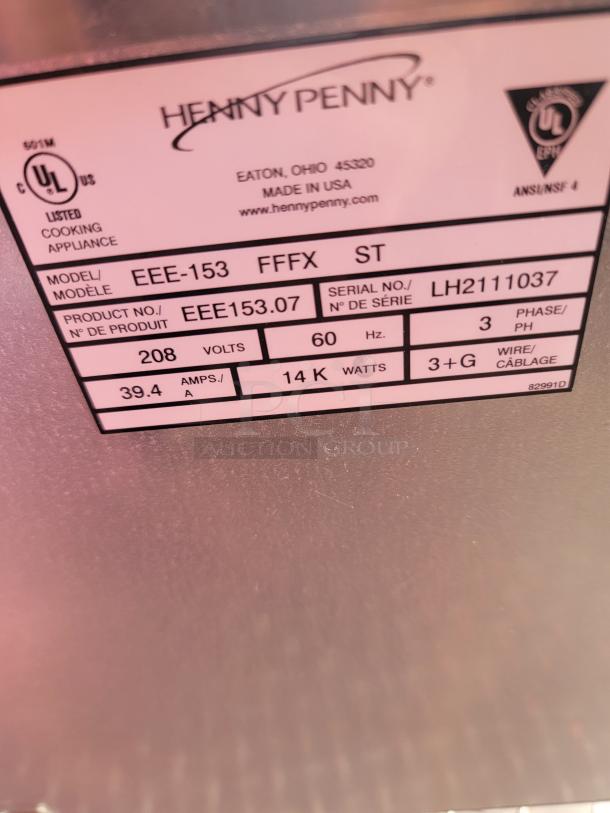 HENNY PENNY®
EATON, OHIO 45320
MADE IN USA
www.hennypenny.com
601M
C UL US
®
LISTED
COOKING
APPLIANCE
CLASSIFIED
UL
EPH
ANSI/NSF 4
MODEL/
MODÈLE EEE-153 FFFX ST
PRODUCT NO./
N° DE PRODUIT EEE153.07
SERIAL NO./
N° DE SÉRIE LH2111037
208 VOLTS
60 Hz.
3 PHASE/
PH
39.4 AMPS./
A
14 K WATTS
3+G WIRE/
CÂBLAGE
82991D
PCi
AUCTION GROUP